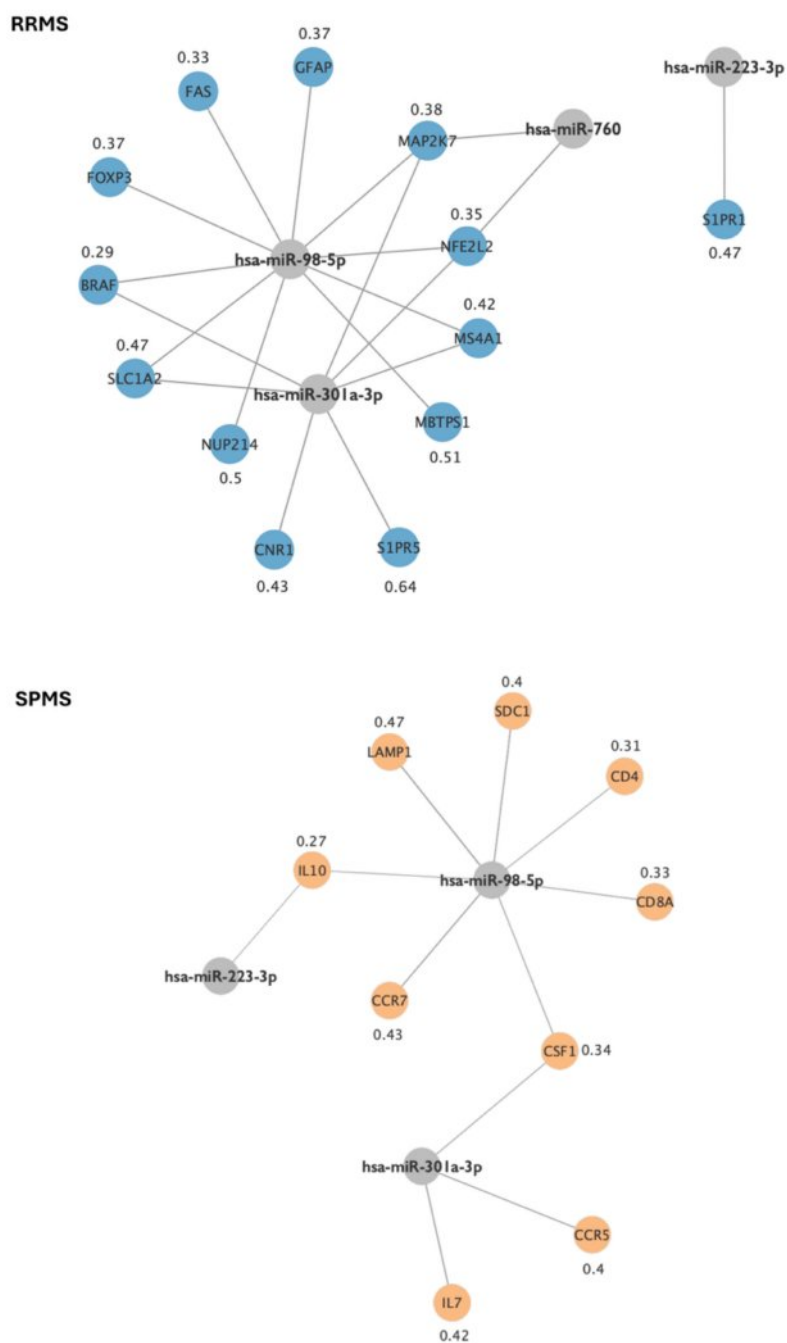 RRMS
0.37
GFAP
0.33
FAS
hsa-miR-223-3p
0.38
MAP2K7
hsa-miR-760
0.37
FOXP3
0.35
NFE2L2
S1PR1
0.47
hsa-miR-98-5p
0.29
BRAF
0.42
MS4A1
0.47
SLC1A2
hsa-miR-301a-3p
MBTPS1
0.51
NUP214
0.5
CNR1
0.43
S1PR5
0.64
SPMS
0.4
SDC1
0.47
LAMP1
0.31
CD4
0.27
IL10
hsa-miR-98-5p
0.33
CD8A
hsa-miR-223-3p
CCR7
0.43
CSF1 0.34
hsa-miR-301a-3p
CCR5
0.4
IL7
0.42